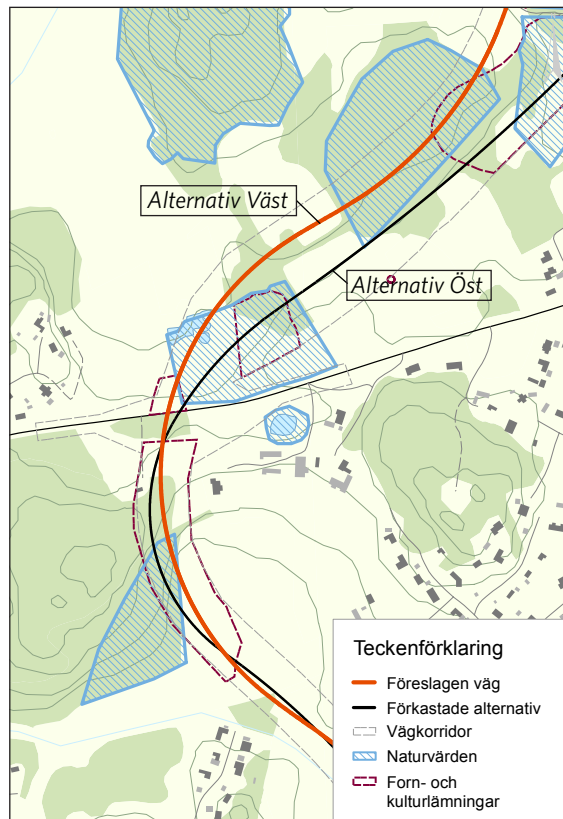 Alternativ Väst
Alternativ Öst
Teckenförklaring
Föreslagen väg
Förkastade alternativ
Vägkorridor
Naturvärden
Forn- och
kulturlämningar